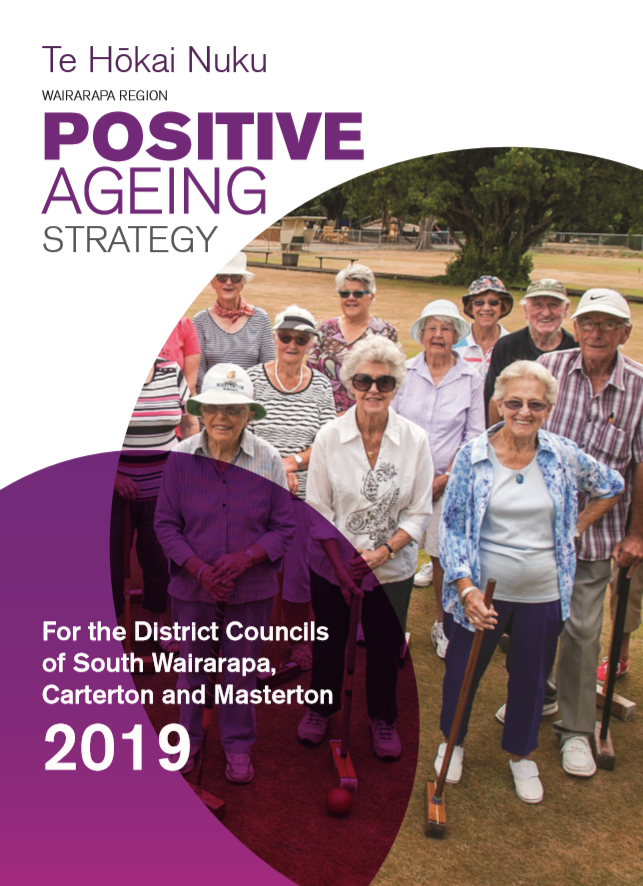 Te Hōkai Nuku
WAIRARAPA REGION
POSITIVE
AGEING
STRATEGY
For the District Councils
of South Wairarapa,
Carterton and Masterton
2019